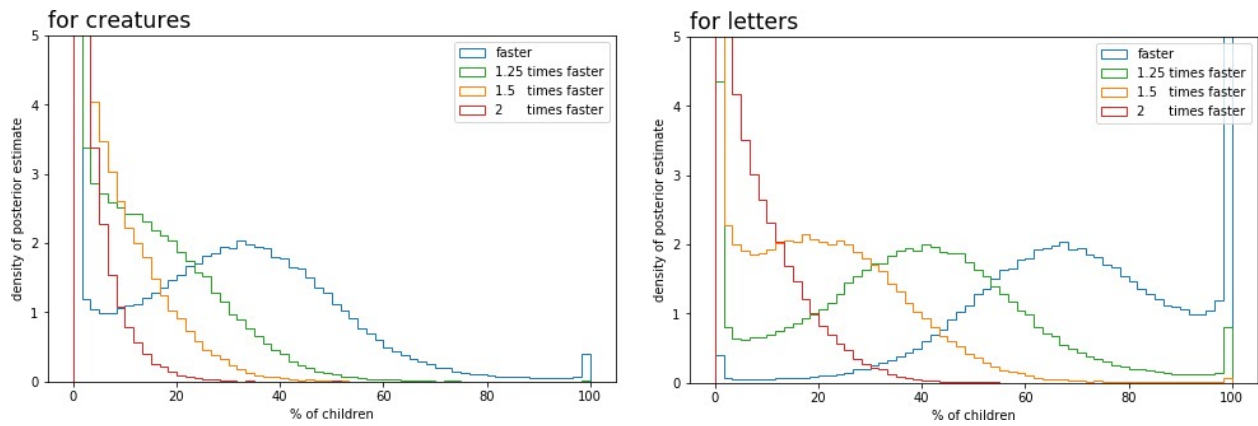 for creatures
5
4
3
2
1
0
density of posterior estimate
faster
1.25 times faster
1.5 times faster
2 times faster
0 20 40 60 80 100
% of children
for letters
5
4
3
2
1
0
density of posterior estimate
faster
1.25 times faster
1.5 times faster
2 times faster
0 20 40 60 80 100
% of children